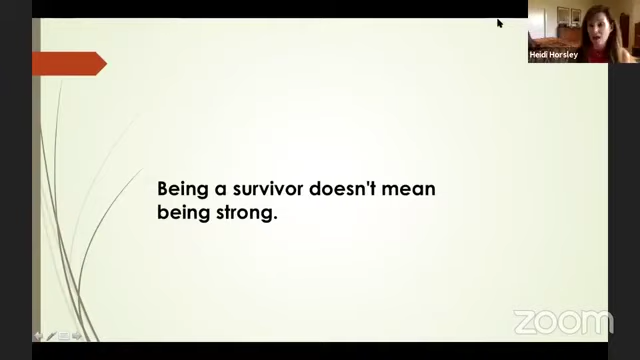 Heidi Horsley
Being a survivor doesn't mean
being strong.
zoom